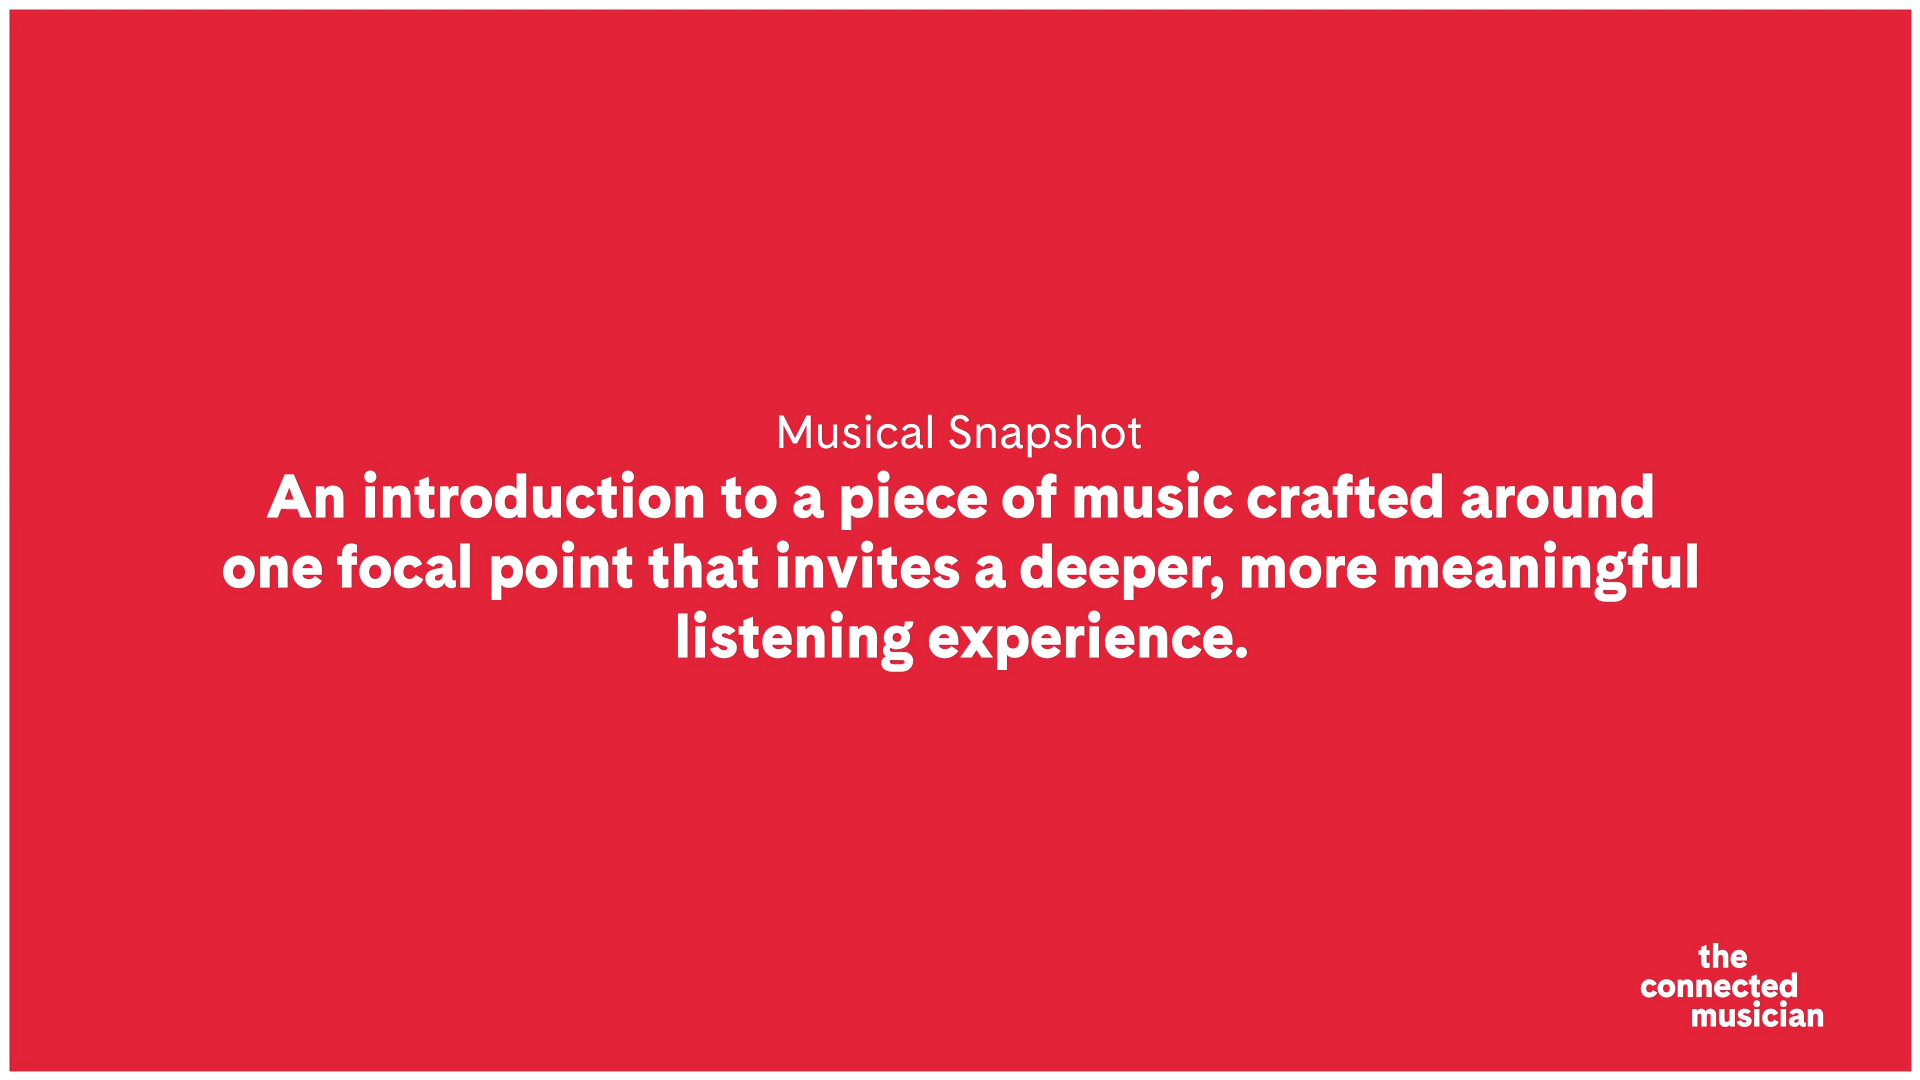 Musical Snapshot
An introduction to a piece of music crafted around
one focal point that invites a deeper, more meaningful
listening experience.
the
connected
musician